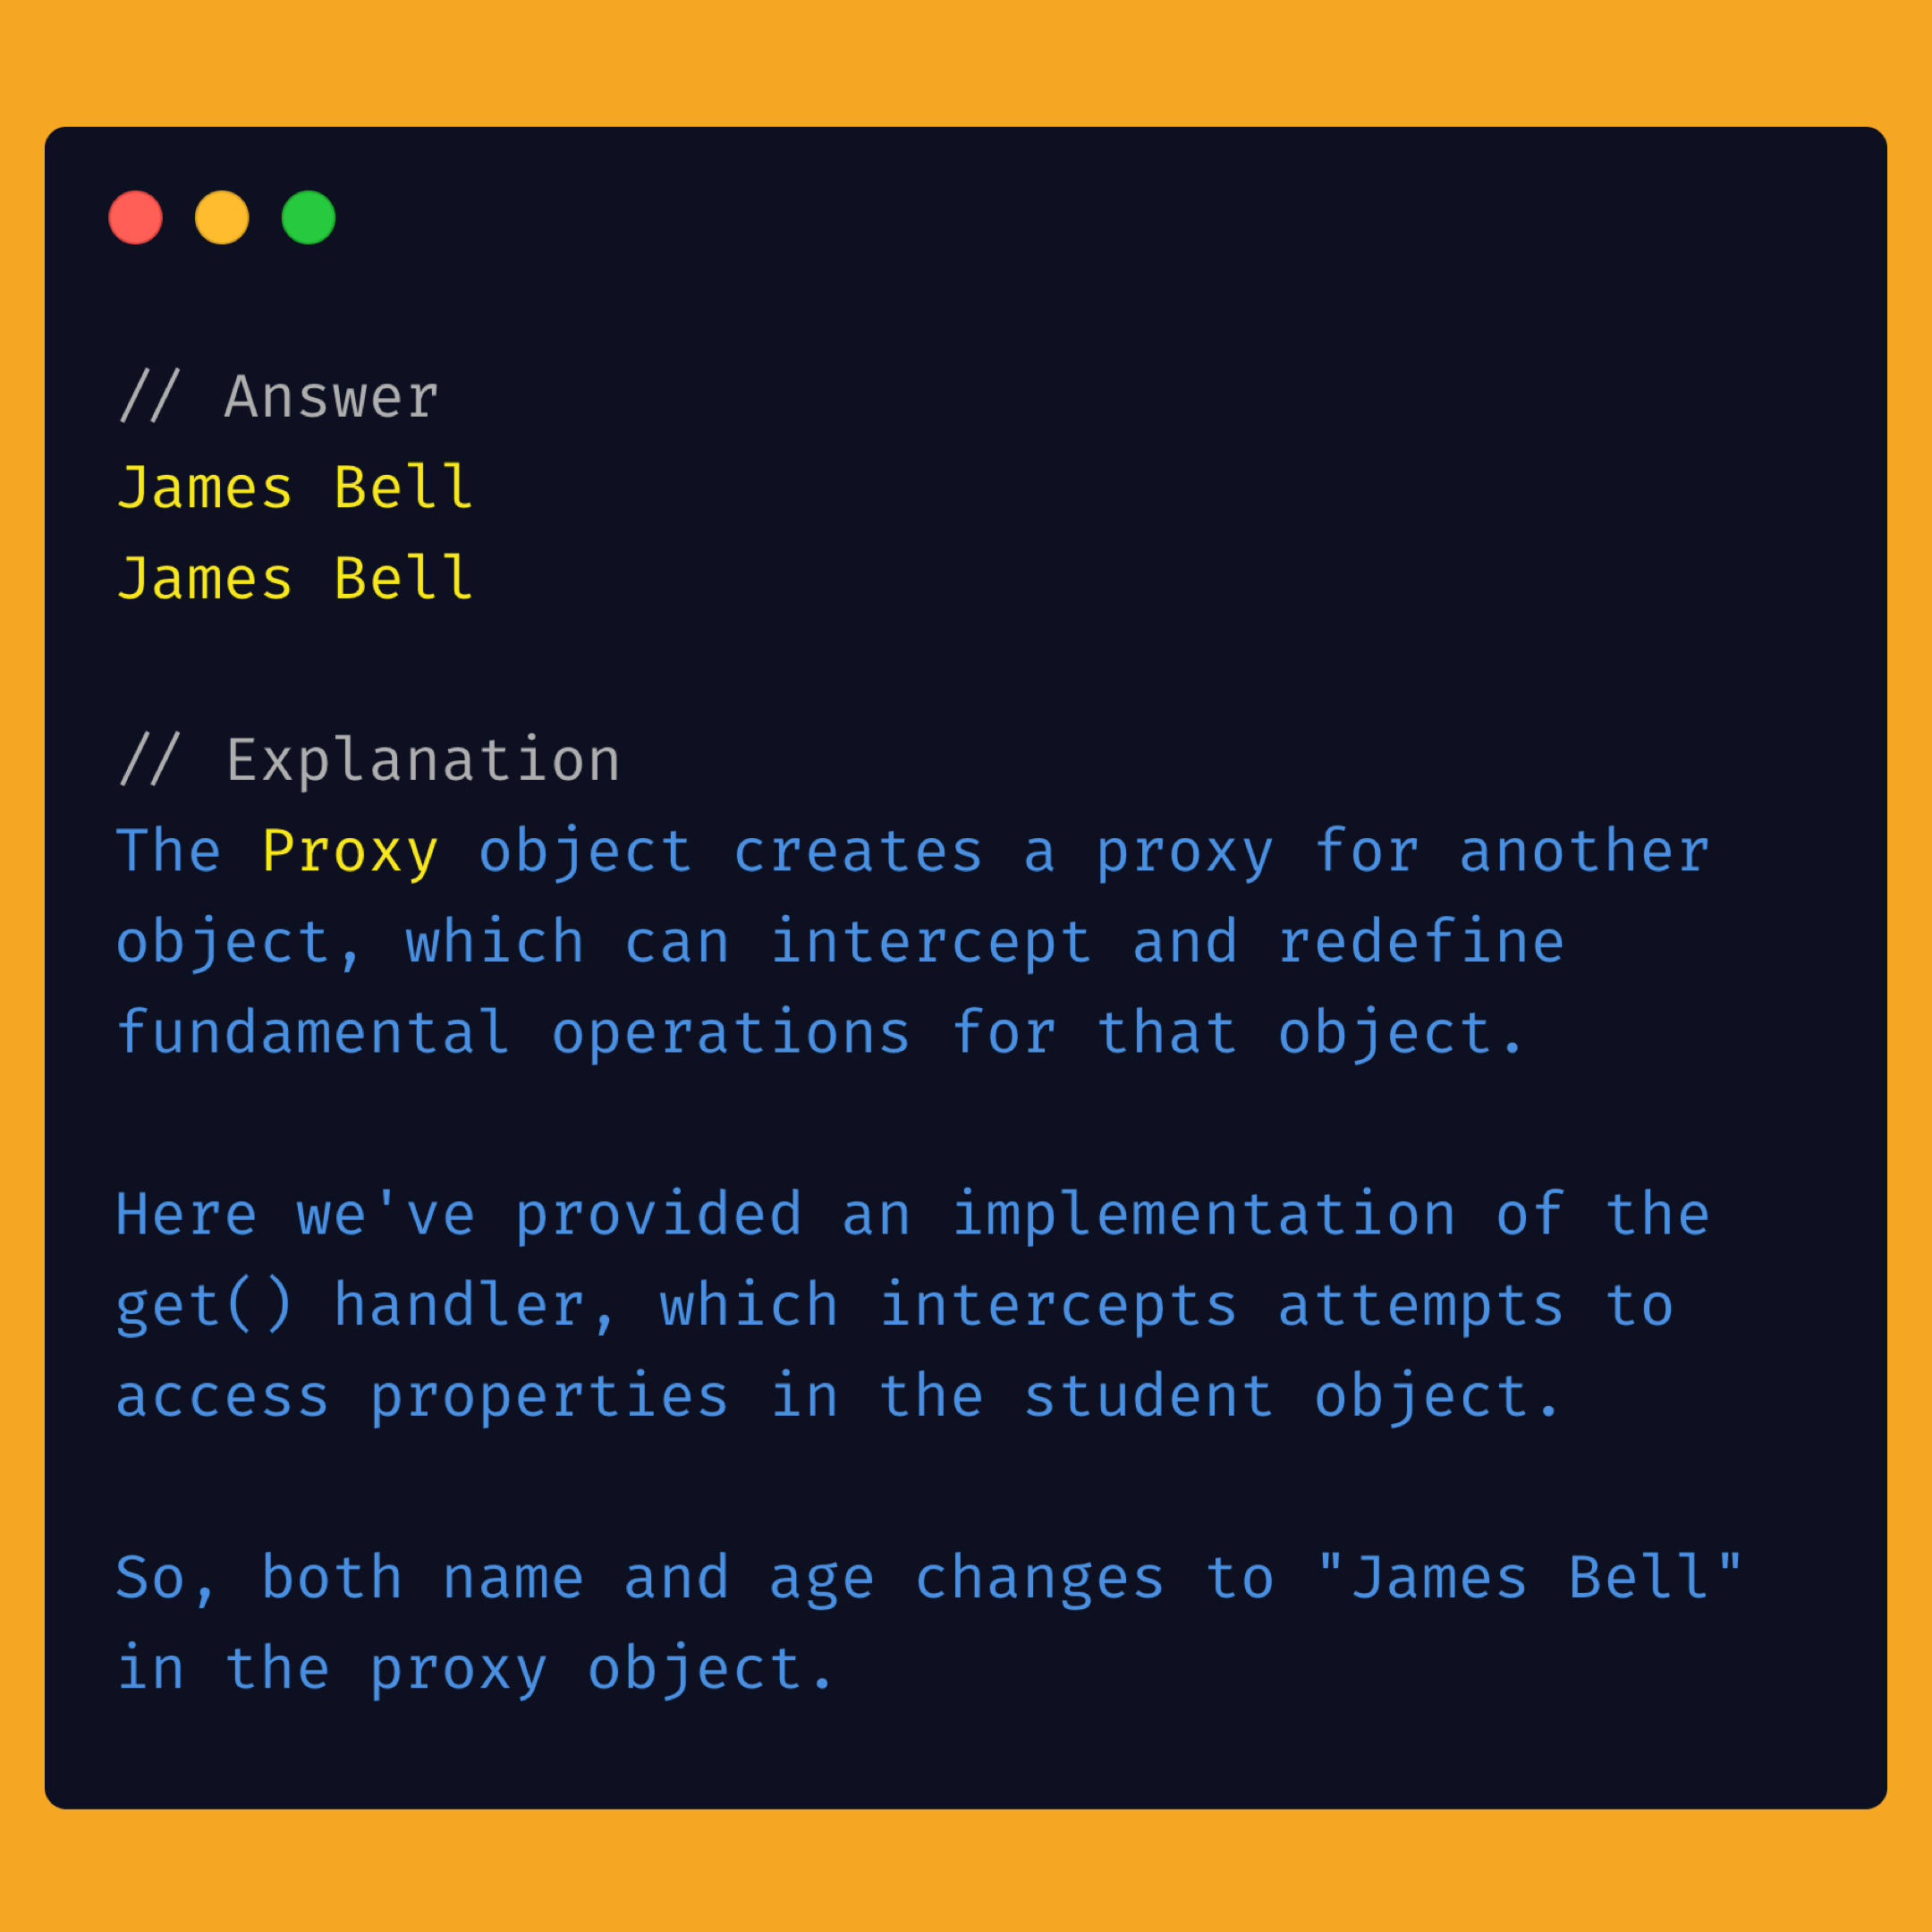 // Answer
James Bell
James Bell
// Explanation
The Proxy object creates a proxy for another
object, which can intercept and redefine
fundamental operations for that object.
Here we've provided an implementation of the
get() handler, which intercepts attempts to
access properties in the student object.
So, both name and age changes to "James Bell"
in the proxy object.